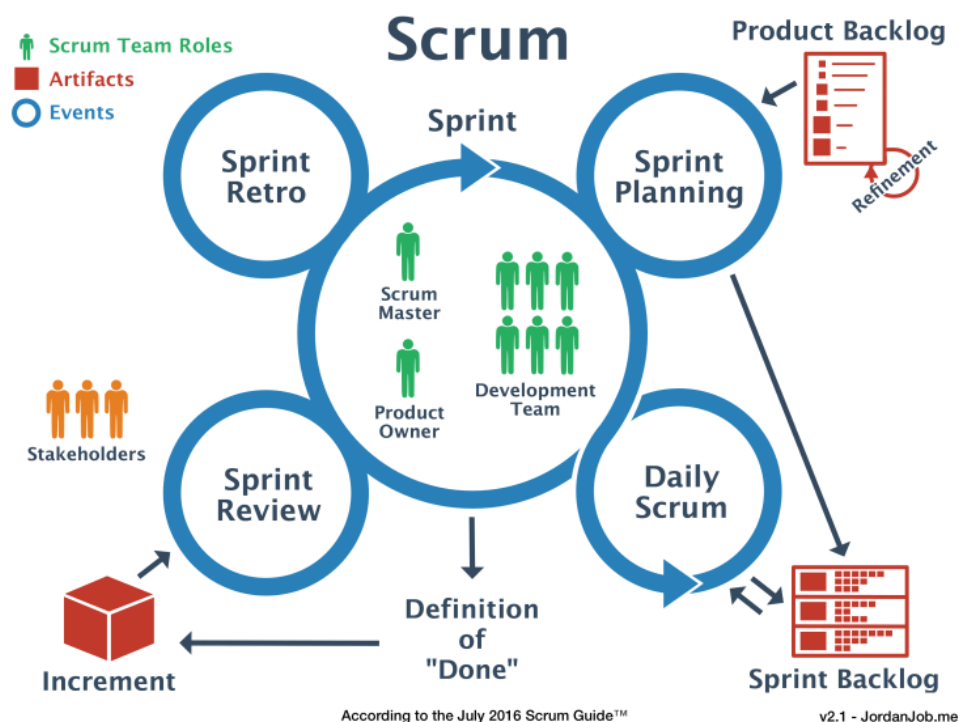 Scrum
Scrum Team Roles
Artifacts
Events
Product Backlog
Refinement
Sprint
Sprint
Retro
Sprint
Planning
Scrum
Master
Product
Owner
Development
Team
Stakeholders
Sprint
Review
Daily
Scrum
Definition
of
"Done"
Increment
Sprint Backlog
According to the July 2016 Scrum Guide™
v2.1 - JordanJob.me